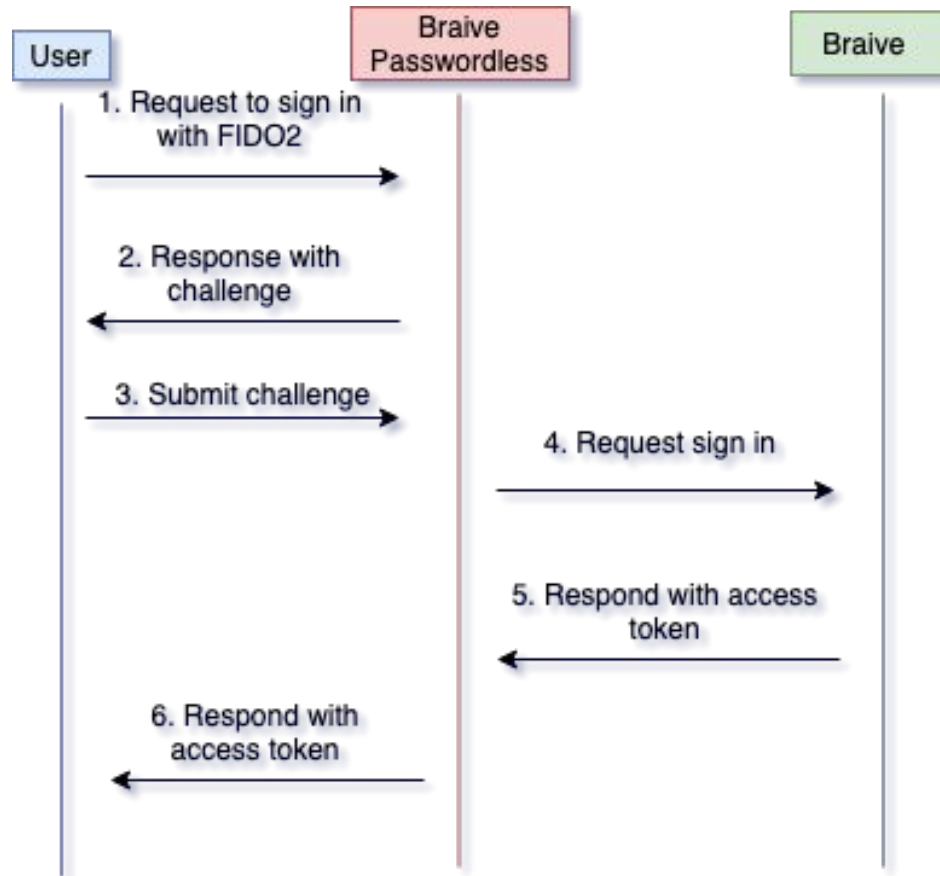 User
Braive
Passwordless
Braive
1. Request to sign in
with FIDO2
2. Response with
challenge
3. Submit challenge
4. Request sign in
5. Respond with access
token
6. Respond with
access token